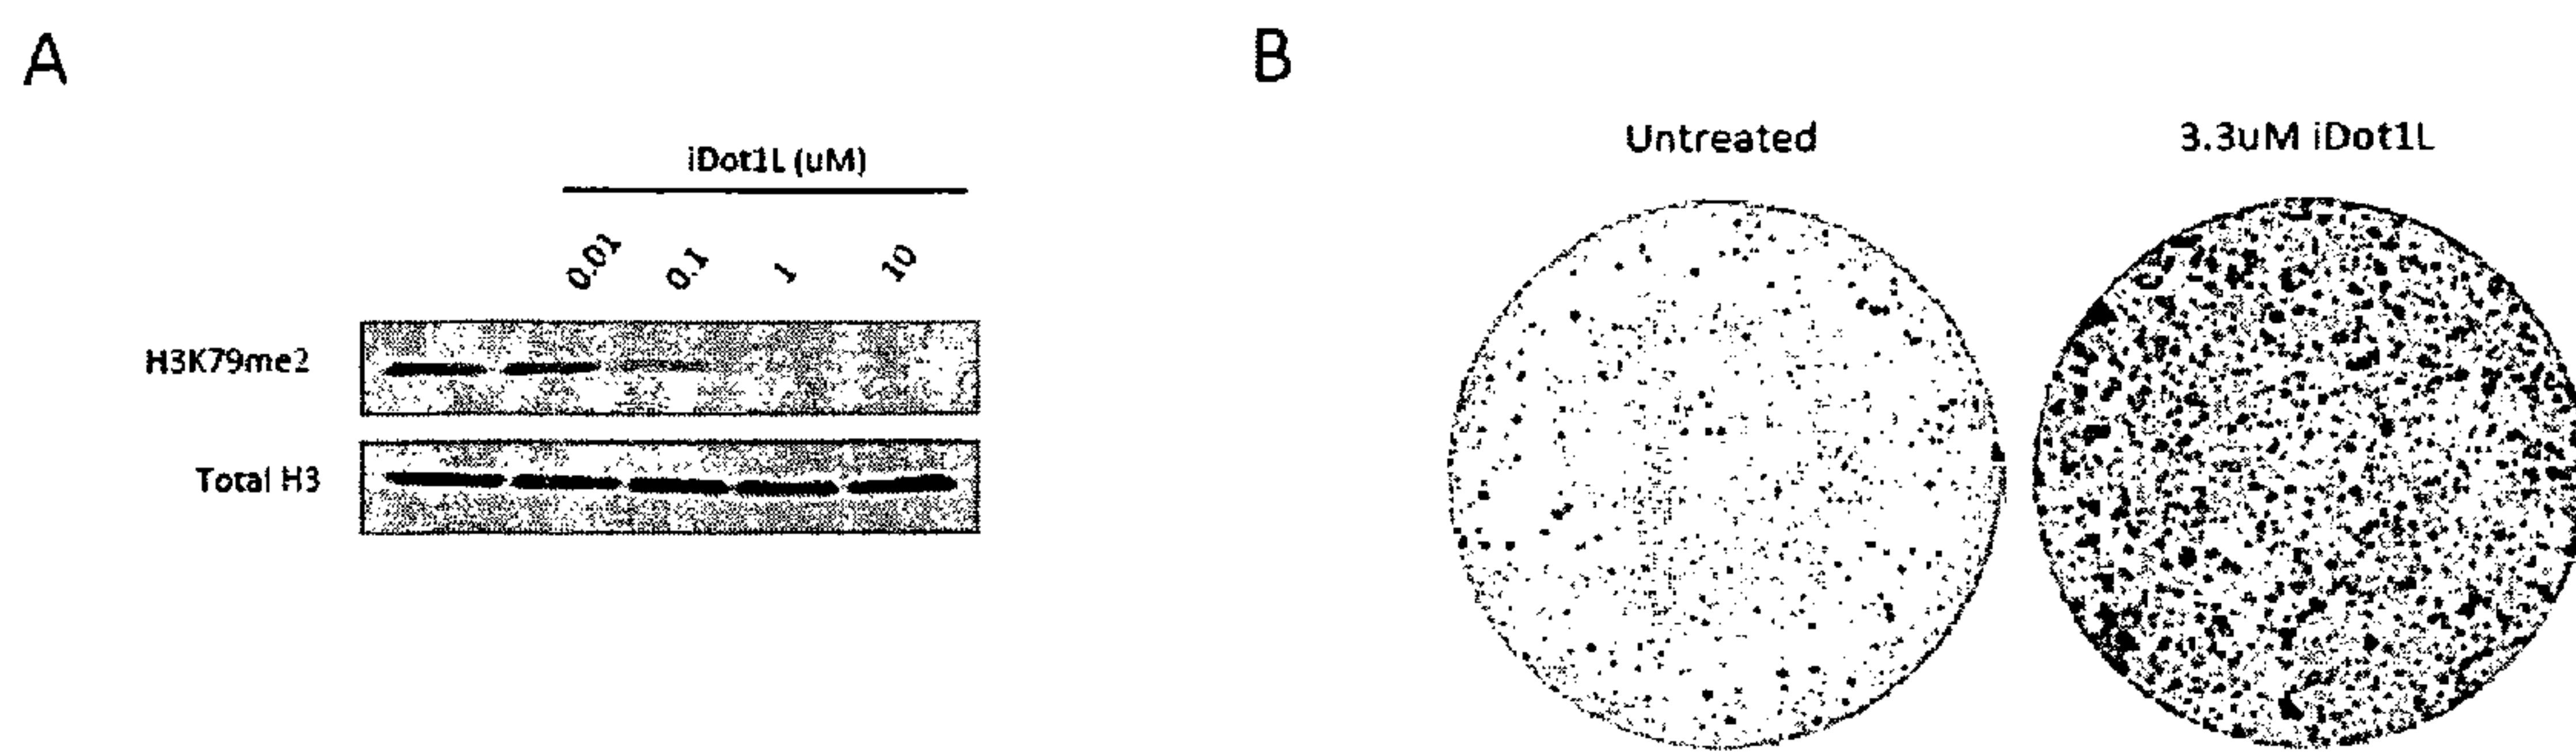 A
iDot1L (uM)
0.01 0.1 1 10
H3K79me2
Total H3
B
Untreated 3.3uM iDot1L